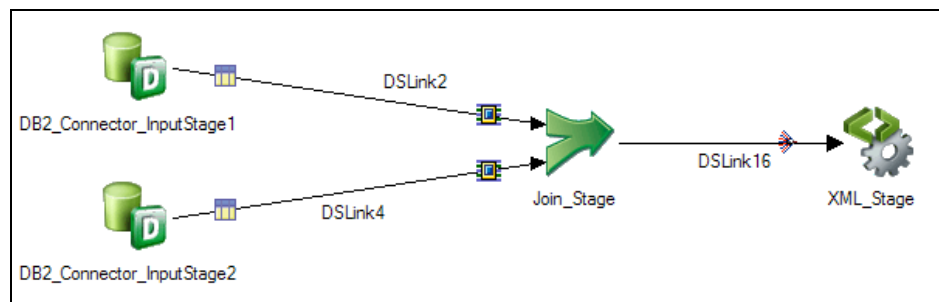 DSLink2
DB2_Connector_InputStage1
DSLink16
DSLink4
Join_Stage
XML_Stage
DB2_Connector_InputStage2